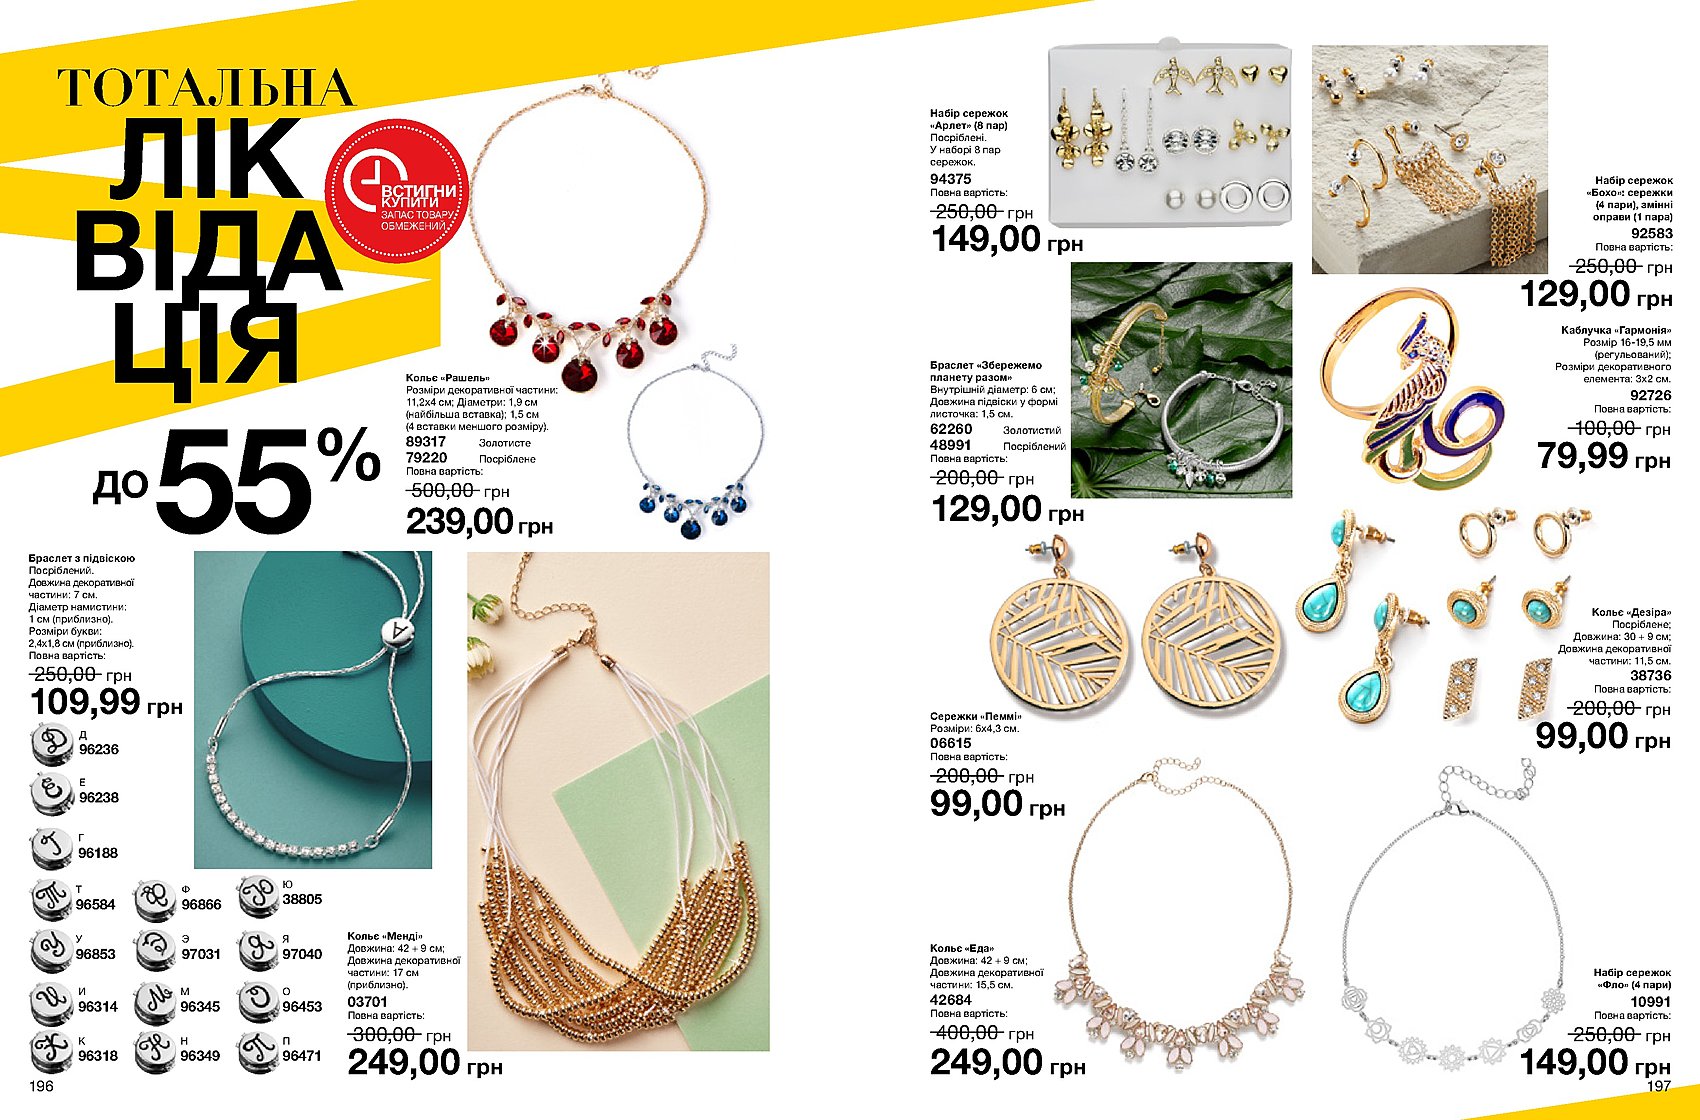 ТОТАЛЬНА
ЛІК
ВІДА
ЦІЯ
до 55%
ВСТИГНИ
КУПИТИ
ЗАПАС ТОВАРУ
ОБМЕЖЕНИЙ.
Кольє «Рашель»
Розміри декоративної частини:
11,2х4 см; Діаметри: 1,9 см
(найбільша вставка); 1,5 см
(4 вставки меншого розміру).
89317 Золотисте
79220 Посріблене
Повна вартість:
500,00 грн
239,00 грн
Браслет з підвіскою
Посріблений.
Довжина декоративної
частини: 7 см.
Діаметр намистини:
1 см (приблизно).
Розміри букви:
2,4х1,8 см (приблизно).
Повна вартість:
250,00 грн
109,99 грн
A
Д
96236
Е
96238
Г
96188
Т
96584
Ф
96866
Ю
38805
У
96853
Э
97031
Я
97040
И
96314
М
96345
О
96453
К
96318
Н
96349
П
96471
Кольє «Менді»
Довжина: 42 + 9 см;
Довжина декоративної
частини: 17 см
(приблизно).
03701
Повна вартість:
300,00 грн
249,00 грн
196
Набір сережок
«Арлет» (8 пар)
Посріблені.
У наборі 8 пар
сережок.
94375
Повна вартість:
250,00 грн
149,00 грн
Набір сережок
«Бохо»: сережки
(4 пари), змінні
оправи (1 пара)
92583
Повна вартість:
250,00 грн
129,00 грн
Браслет «Збережемо
планету разом»
Внутрішній діаметр: 6 см;
Довжина підвіски у формі
листочка: 1,5 см.
62260 Золотистий
48991 Посріблений
Повна вартість:
200,00 грн
129,00 грн
Каблучка «Гармонія»
Розмір 16-19,5 мм
(регульований);
Розміри декоративного
елемента: 3х2 см.
92726
Повна вартість:
100,00 грн
79,99 грн
Сережки «Пеммі»
Розміри: 6х4,3 см.
06615
Повна вартість:
200,00 грн
99,00 грн
Кольє «Дезіра»
Посріблене;
Довжина: 30 + 9 см;
Довжина декоративної
частини: 11,5 см.
38736
Повна вартість:
200,00 грн
99,00 грн
Кольє «Еда»
Довжина: 42 + 9 см;
Довжина декоративної
частини: 15,5 см.
42684
Повна вартість:
400,00 грн
249,00 грн
Набір сережок
«Фло» (4 пари)
10991
Повна вартість:
250,00 грн
149,00 грн
197